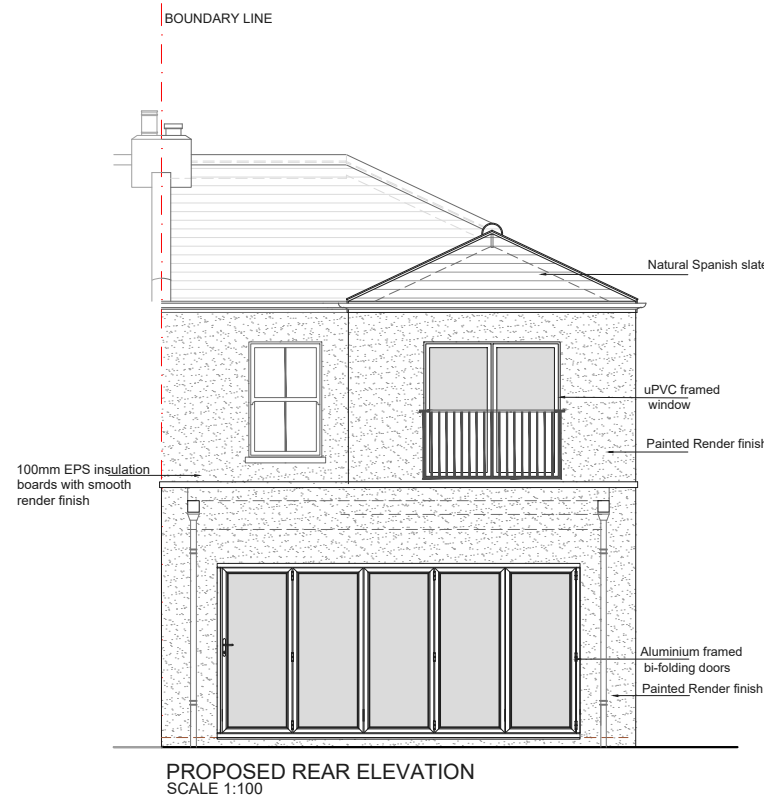 BOUNDARY LINE
Natural Spanish slate
uPVC framed
window
Painted Render finish
100mm EPS insulation
boards with smooth
render finish
Aluminium framed
bi-folding doors
Painted Render finish
PROPOSED REAR ELEVATION
SCALE 1:100